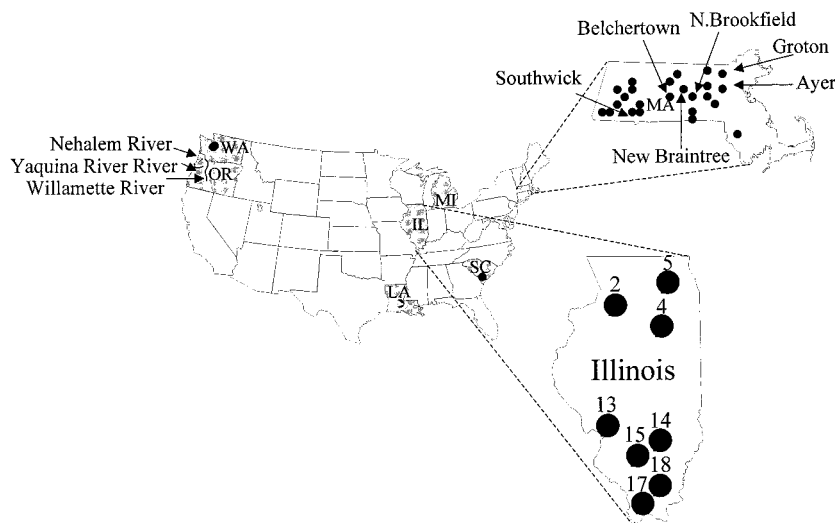 Belchertown
N.Brookfield
Groton
Southwick
Ayer
MA
New Braintree
Nehalem River
Yaquina River River
Willamette River
WA
OR
MI
IL
SC
LA
5
2
5
4
Illinois
13
14
15
18
17